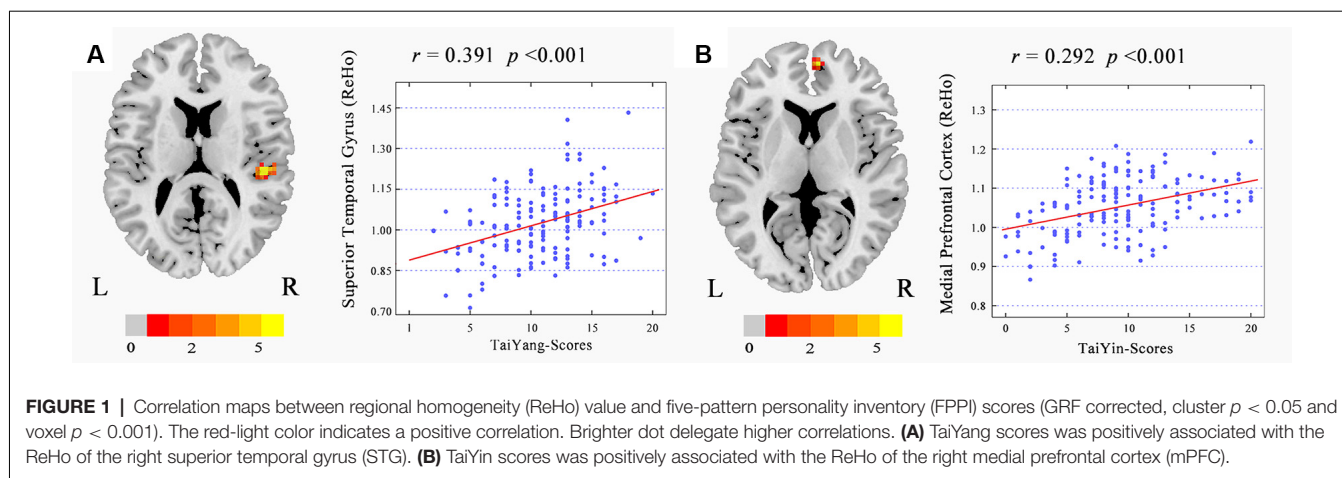 A
r = 0.391 p <0.001
Superior Temporal Gyrus (ReHo)
1.45
1.30
1.15
1.00
0.85
0.70
1 5 10 15 20
TaiYang-Scores
L R
0 2 5
B
r = 0.292 p <0.001
Medial Prefrontal Cortex (ReHo)
1.3
1.2
1.1
1.0
0.9
0.8
0 5 10 15 20
TaiYin-Scores
L R
0 2 5
FIGURE 1 | Correlation maps between regional homogeneity (ReHo) value and five-pattern personality inventory (FPPI) scores (GRF corrected, cluster p < 0.05 and
voxel p < 0.001). The red-light color indicates a positive correlation. Brighter dot delegate higher correlations. (A) TaiYang scores was positively associated with the
ReHo of the right superior temporal gyrus (STG). (B) TaiYin scores was positively associated with the ReHo of the right medial prefrontal cortex (mPFC).